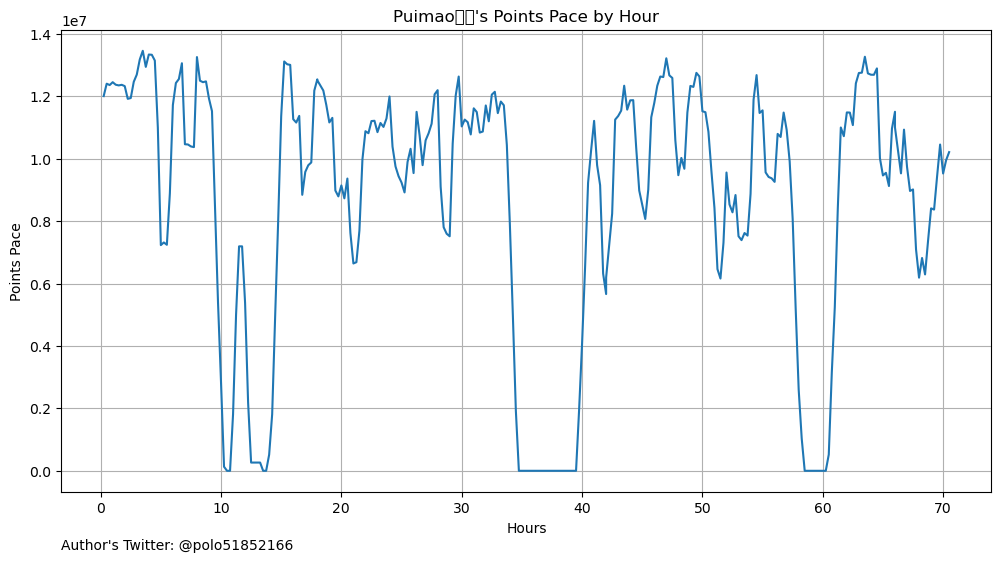 Puimao▯▯'s Points Pace by Hour
1e7
1.4
1.2
1.0
0.8
0.6
0.4
0.2
0.0
Points Pace
0 10 20 30 40 50 60 70
Hours
Author's Twitter: @polo51852166